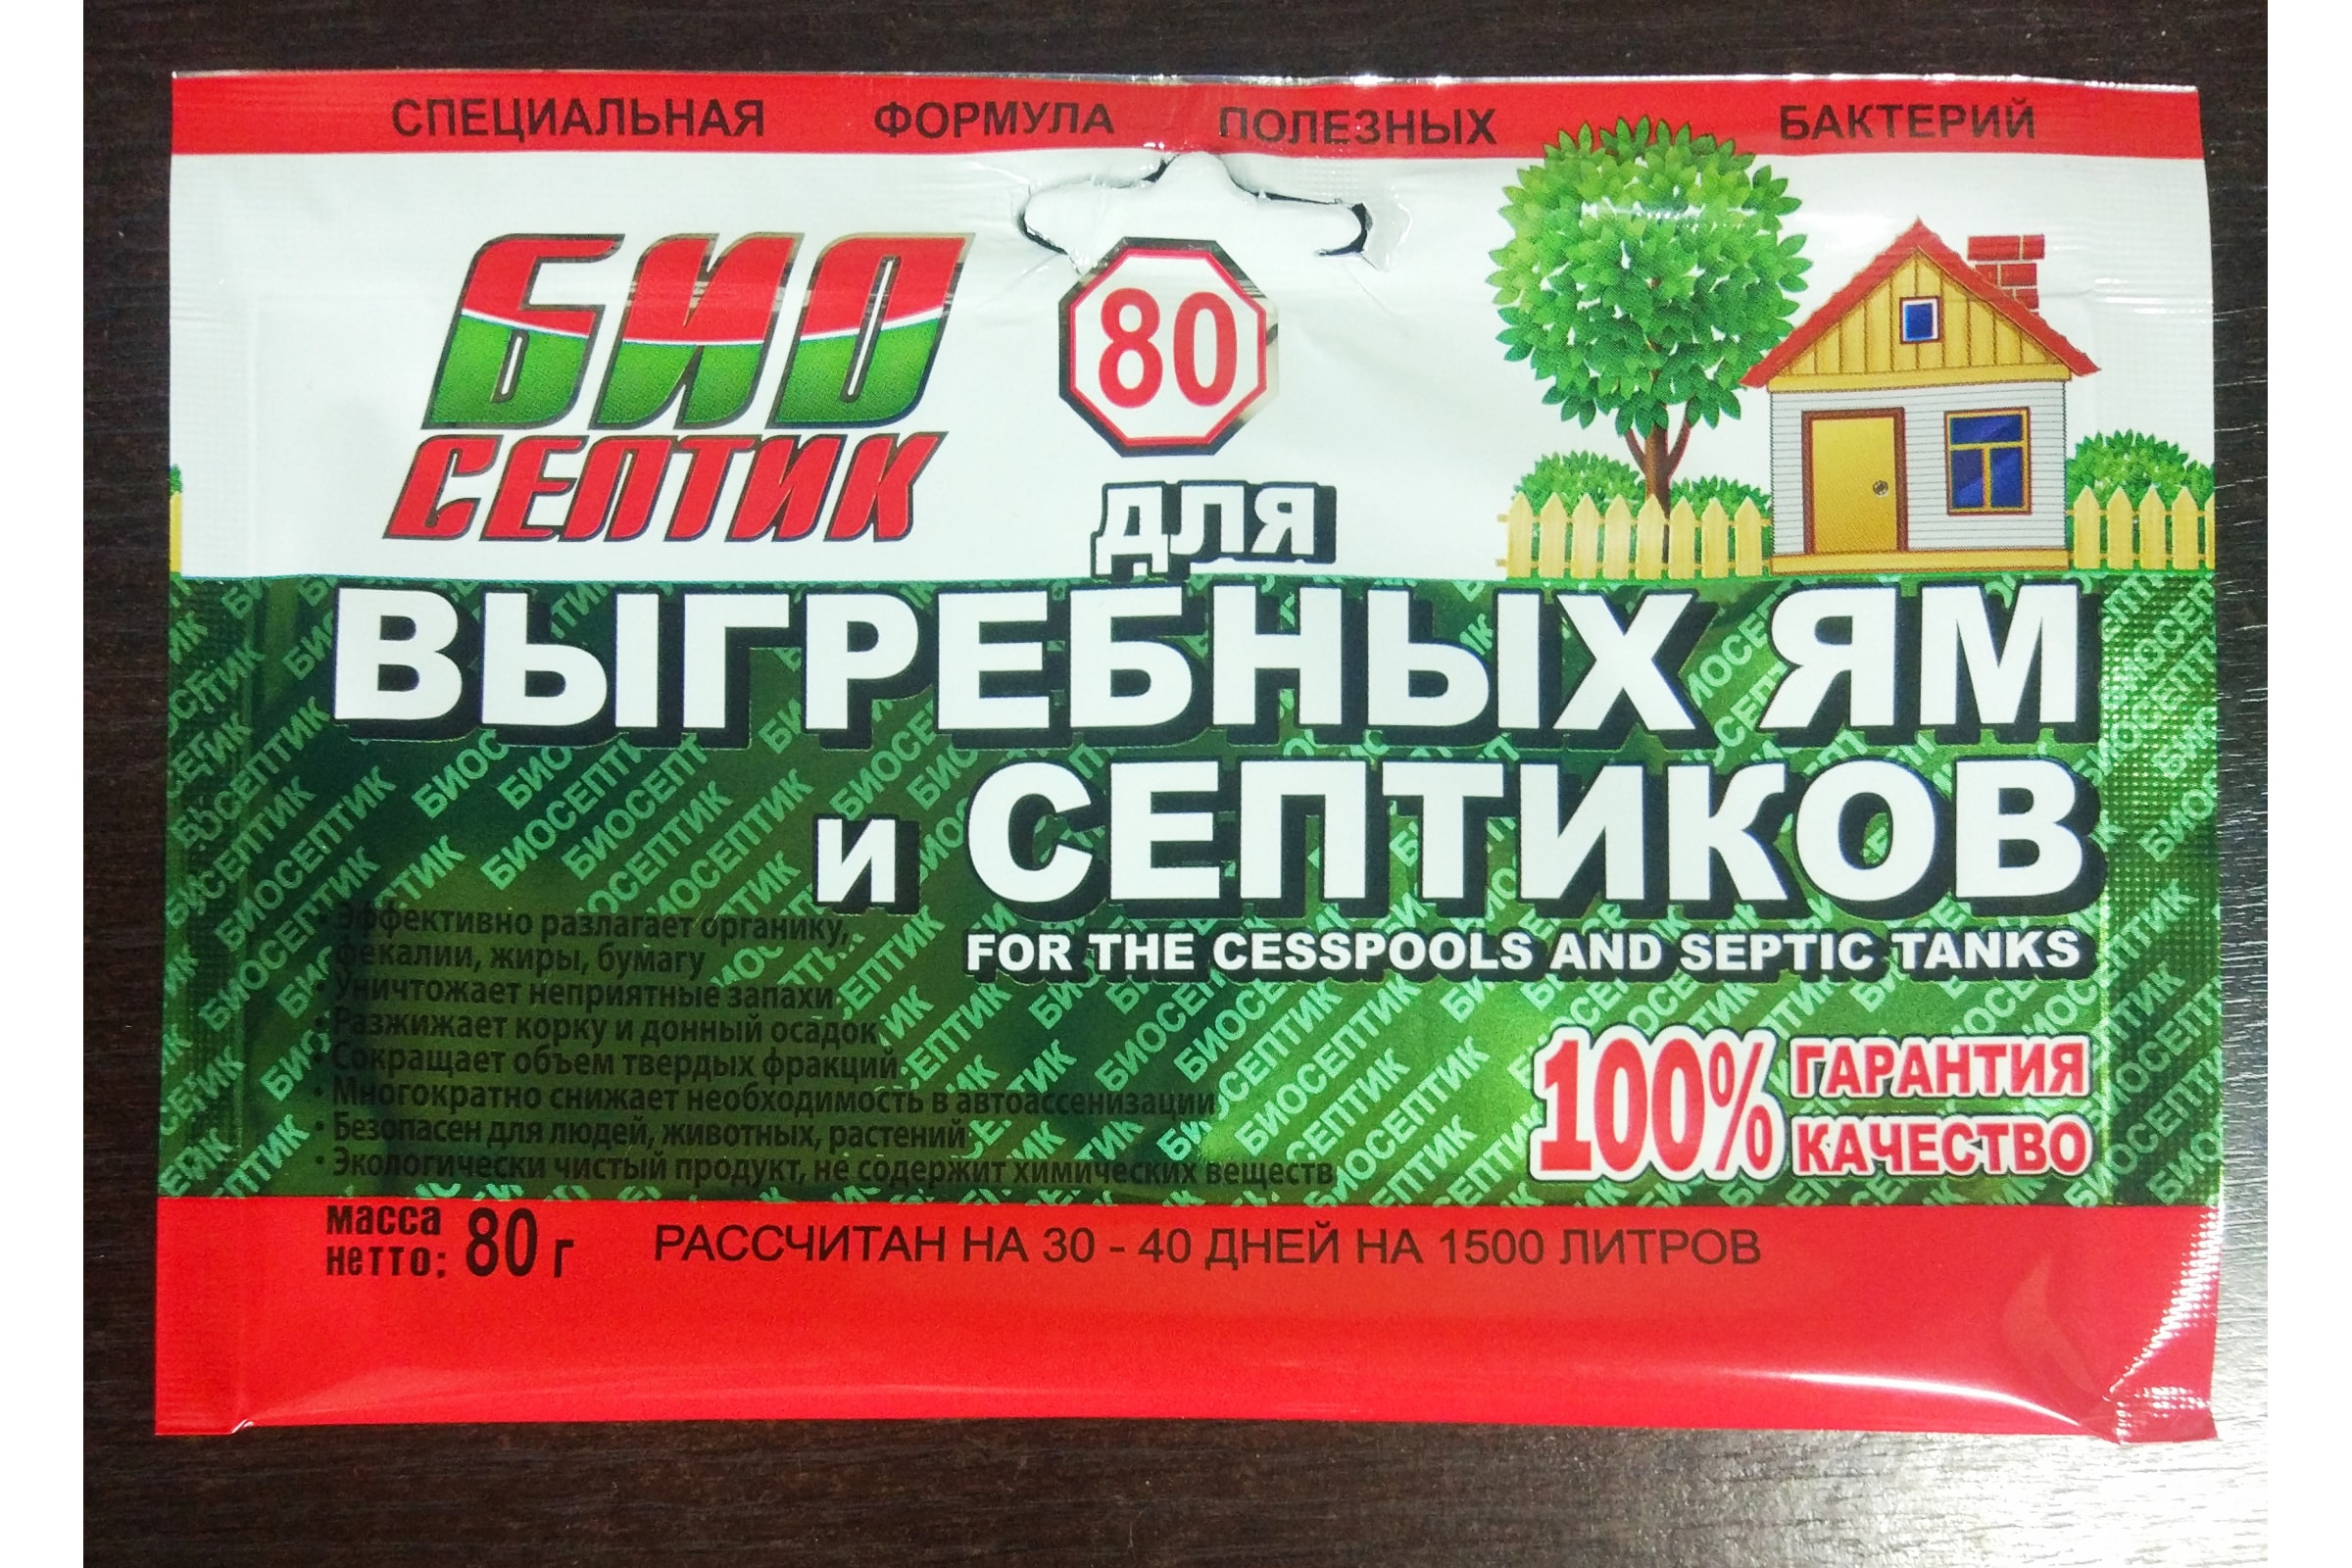 СПЕЦИАЛЬНАЯ ФОРМУЛА ПОЛЕЗНЫХ БАКТЕРИЙ
БИО
СЕПТИК
80
для
ВЫГРЕБНЫХ ЯМ
и СЕПТИКОВ
FOR THE CESSPOOLS AND SEPTIC TANKS
• Эффективно разлагает органику,
фекалии, жиры, бумагу
• Уничтожает неприятные запахи
• Разжижает корку и донный осадок
• Сокращает объем твердых фракций
• Многократно снижает необходимость в автоассенизации
• Безопасен для людей, животных, растений
• Экологически чистый продукт, не содержит химических веществ
100% ГАРАНТИЯ
КАЧЕСТВО
масса
нетто: 80 г
РАССЧИТАН НА 30 - 40 ДНЕЙ НА 1500 ЛИТРОВ